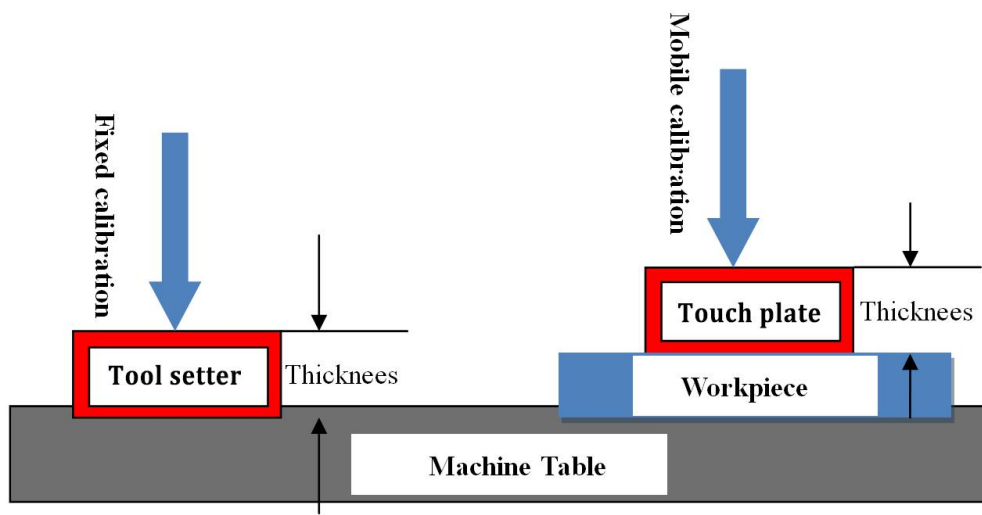 Fixed calibration
Mobile calibration
Tool setter
Thicknees
Touch plate
Thicknees
Workpiece
Machine Table